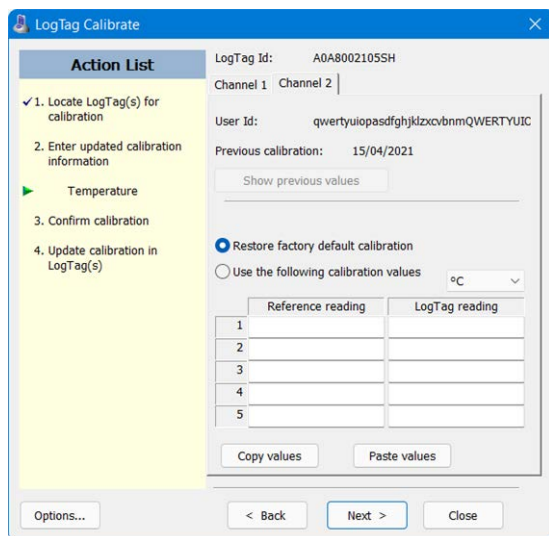 LogTag Calibrate
Action List
1. Locate LogTag(s) for
calibration
2. Enter updated calibration
information
Temperature
3. Confirm calibration
4. Update calibration in
LogTag(s)
LogTag Id: A0A8002105SH
Channel 1 Channel 2
User Id: qwertyuiopasdfghjklzxcvbnmQWERTYUIO
Previous calibration: 15/04/2021
Show previous values
Restore factory default calibration
Use the following calibration values °C
Reference reading LogTag reading
1
2
3
4
5
Copy values Paste values
Options... < Back Next > Close